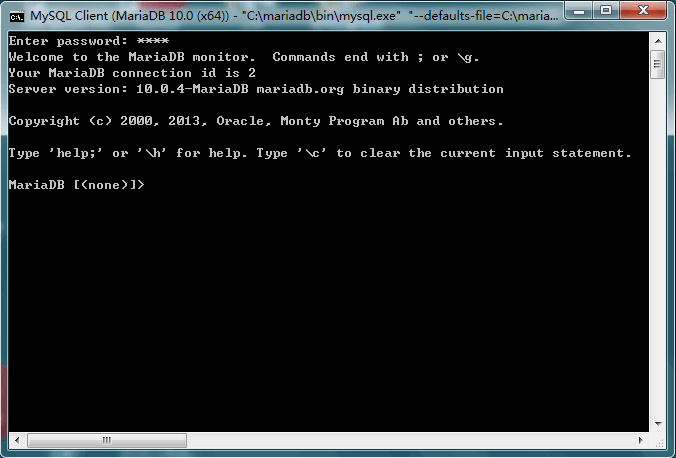 MySQL Client (MariaDB 10.0 (x64)) - "C:\mariadb\bin\mysql.exe" "--defaults-file=C:\maria...
Enter password: ****
Welcome to the MariaDB monitor.  Commands end with ; or \g.
Your MariaDB connection id is 2
Server version: 10.0.4-MariaDB mariadb.org binary distribution
Copyright (c) 2000, 2013, Oracle, Monty Program Ab and others.
Type 'help;' or '\h' for help. Type '\c' to clear the current input statement.
MariaDB [(none)]>